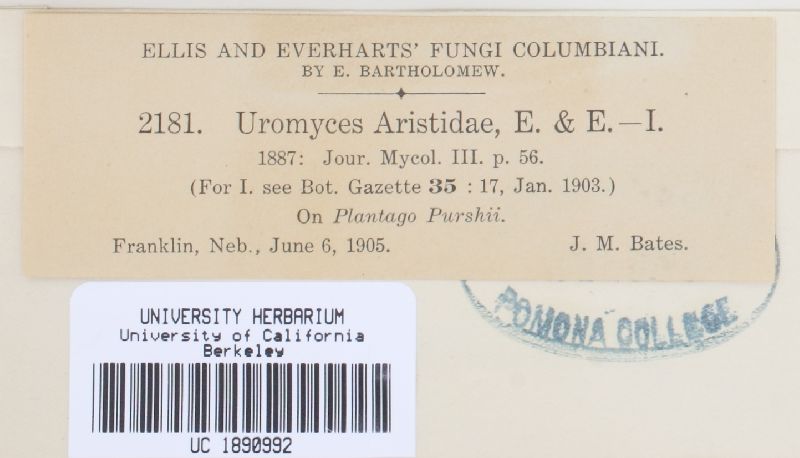 ELLIS AND EVERHARTS' FUNGI COLUMBIANI.
BY E. BARTHOLOMEW.
2181. Uromyces Aristidae, E. & E.—I.
1887: Jour. Mycol. III. p. 56.
(For I. see Bot. Gazette 35 : 17, Jan. 1903.)
On Plantago Purshii.
Franklin, Neb., June 6, 1905. J. M. Bates.
POMONA COLLEGE
UNIVERSITY HERBARIUM
University of California
Berkeley
UC 1890992